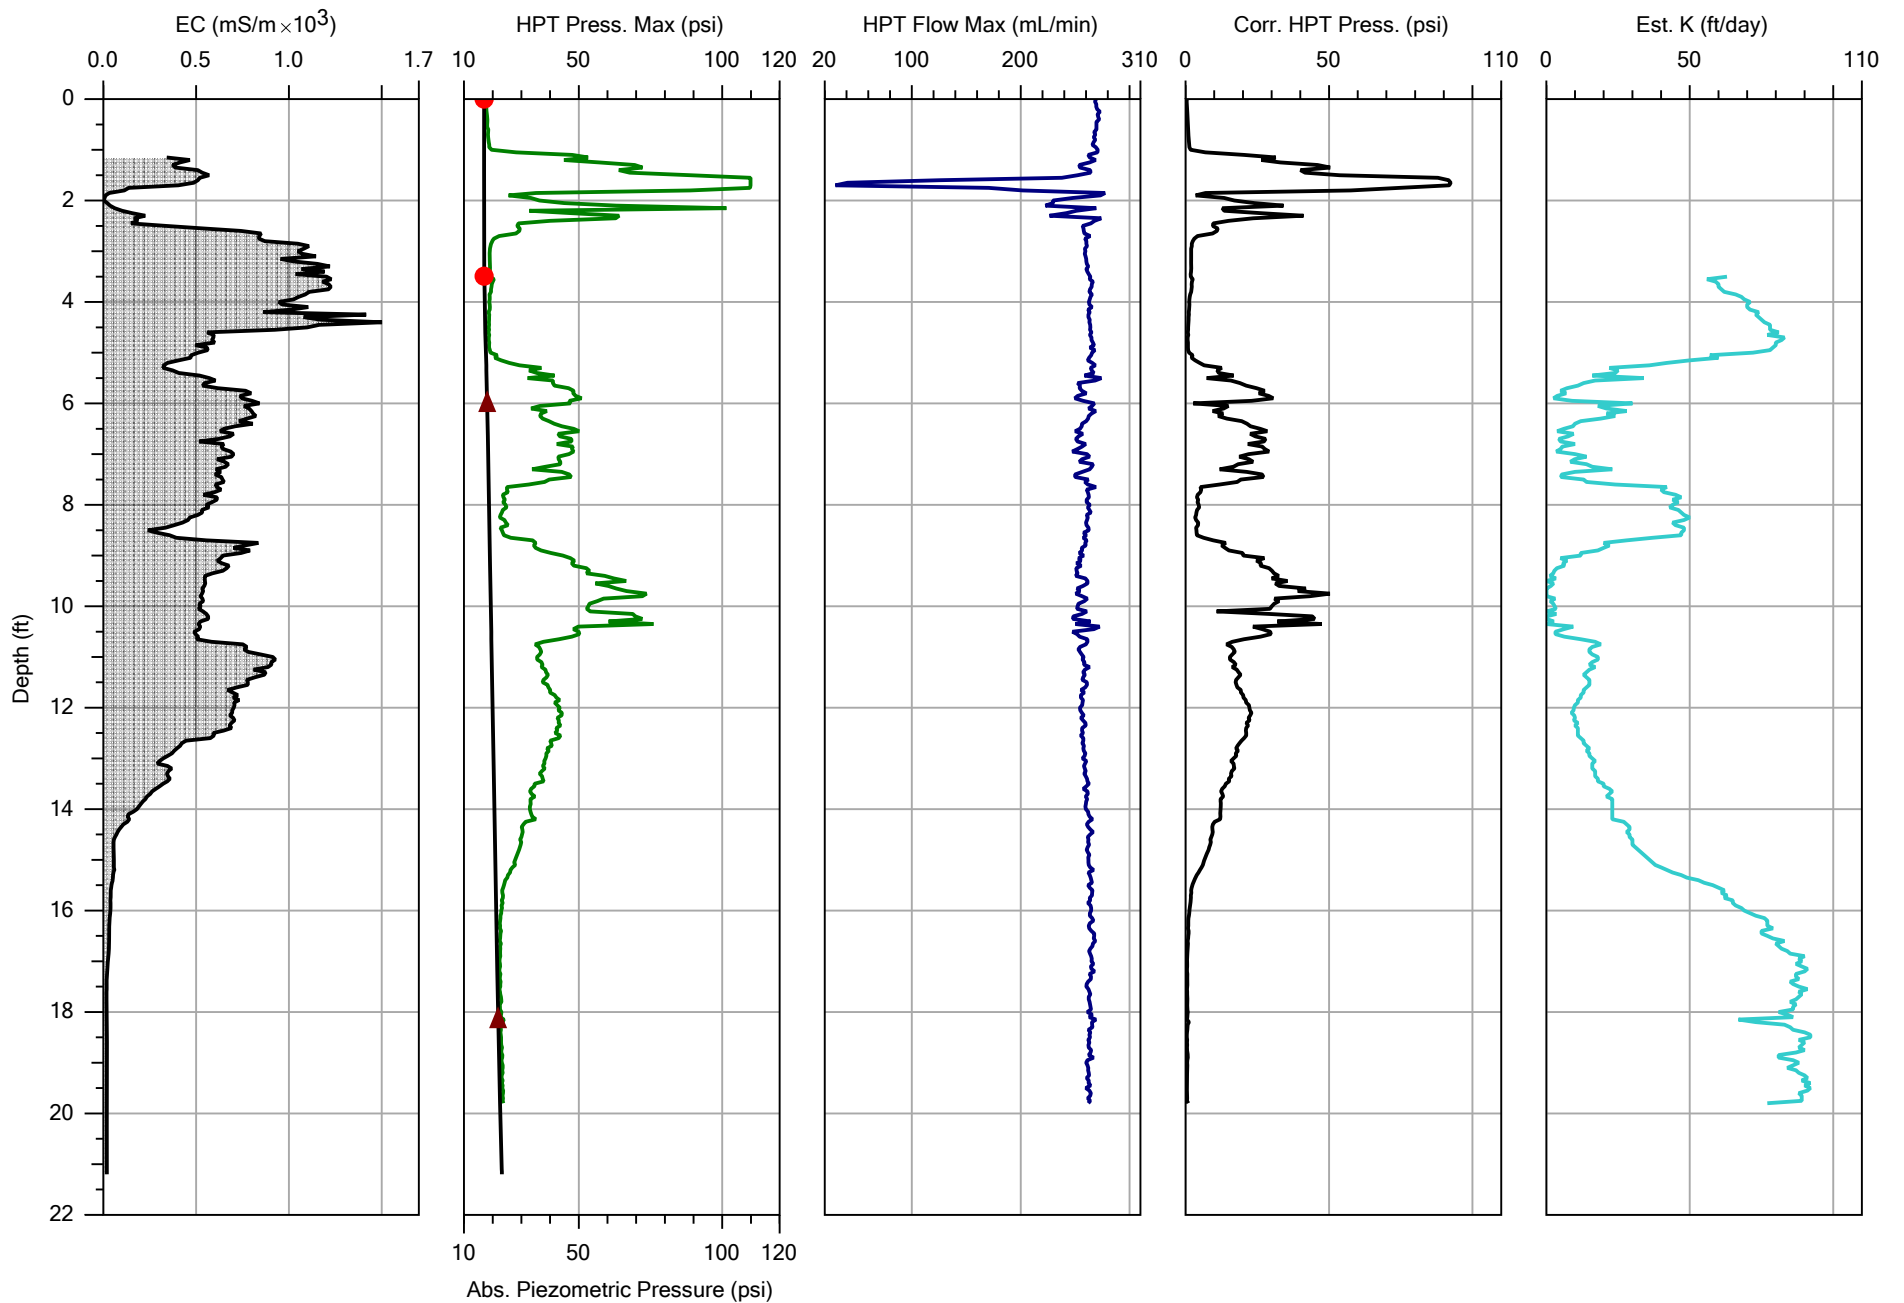 EC (mS/m ×10³) HPT Press. Max (psi) HPT Flow Max (mL/min) Corr. HPT Press. (psi) Est. K (ft/day)
0.0 0.5 1.0 1.7 10 50 100 120 20 100 200 310 0 50 110 0 50 110
0
2
4
6
8
10
12
14
16
18
20
22
Depth (ft)
10 50 100 120
Abs. Piezometric Pressure (psi)